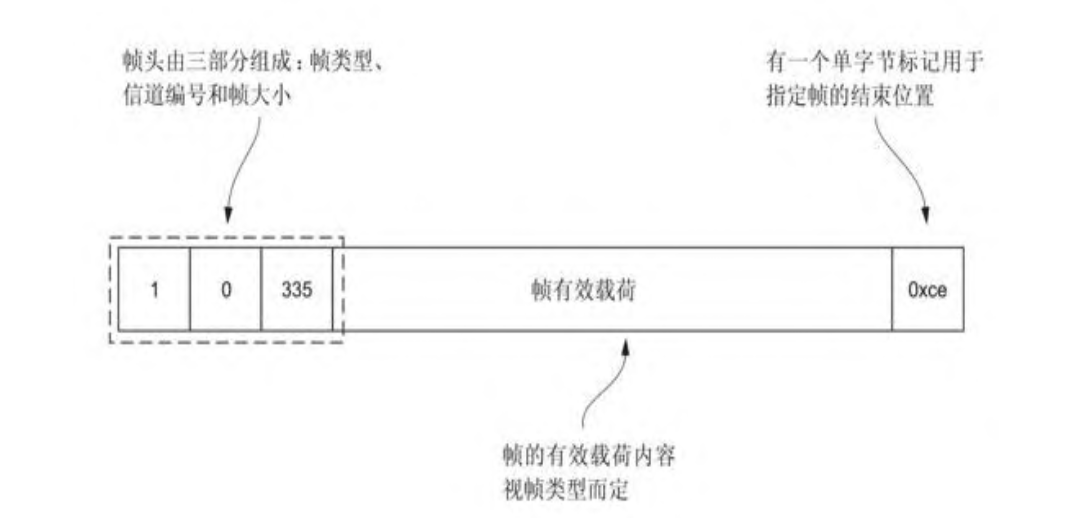 帧头由三部分组成：帧类型、
信道编号和帧大小
有一个单字节标记用于
指定帧的结束位置
1 0 335 帧有效载荷 0xce
帧的有效载荷内容
视帧类型而定